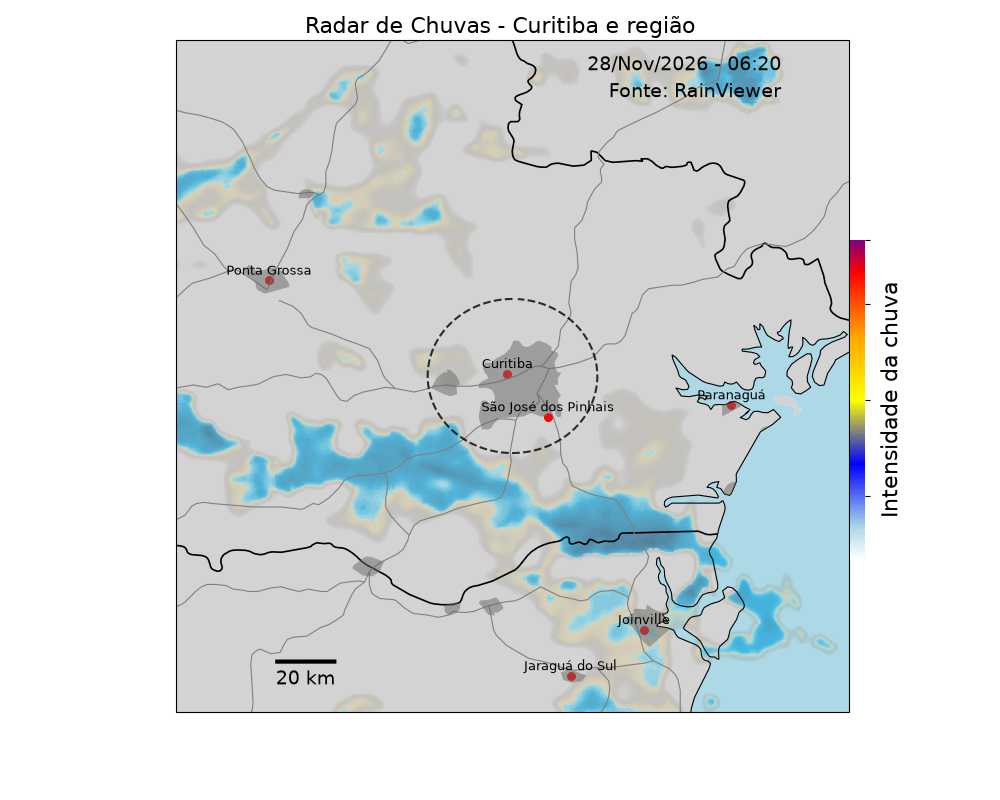 Radar de Chuvas - Curitiba e região
28/Nov/2026 - 06:20
Fonte: RainViewer
Ponta Grossa
Curitiba
Paranaguá
São José dos Pinhais
Intensidade da chuva
Joinville
Jaraguá do Sul
20 km